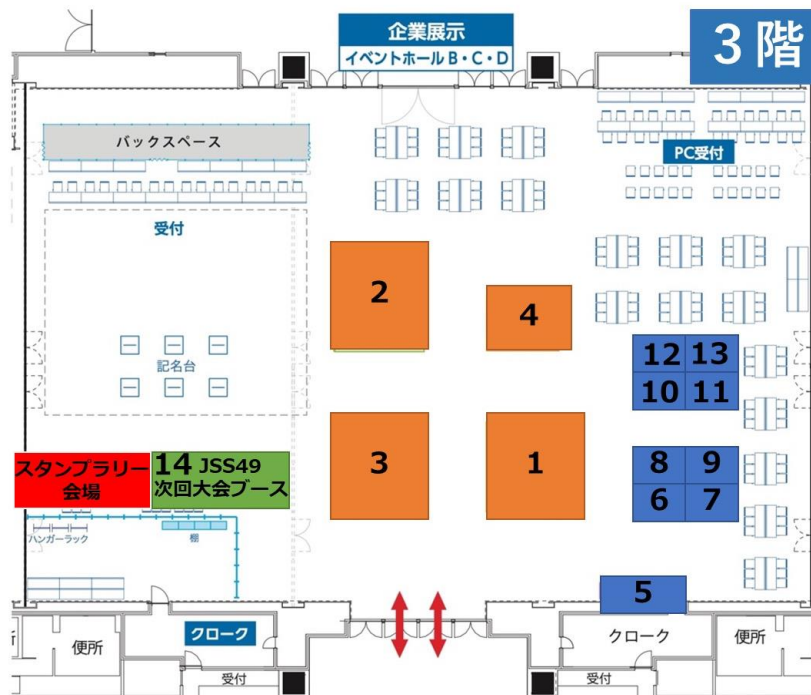 企業展示
イベントホール B・C・D
3 階
バックスペース
PC受付
受付
2
4
記名台
12 13
10 11
スタンプラリー
会場
14 JSS49
次回大会ブース
3
1
8 9
6 7
ハンガーラック
棚
5
便所
クローク
クローク
便所
受付
受付